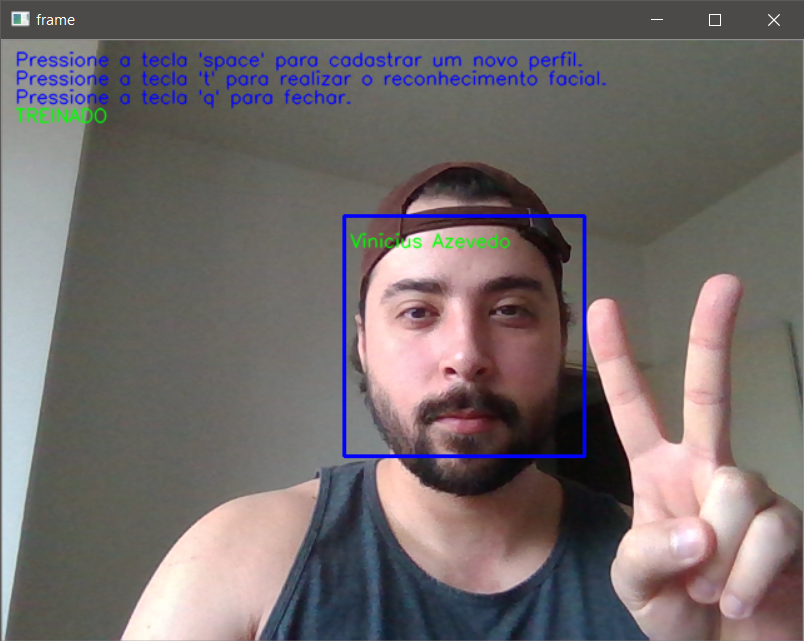 frame
Pressione a tecla 'space' para cadastrar um novo perfil.
Pressione a tecla 't' para realizar o reconhecimento facial.
Pressione a tecla 'q' para fechar.
TREINADO
Vinicius Azevedo